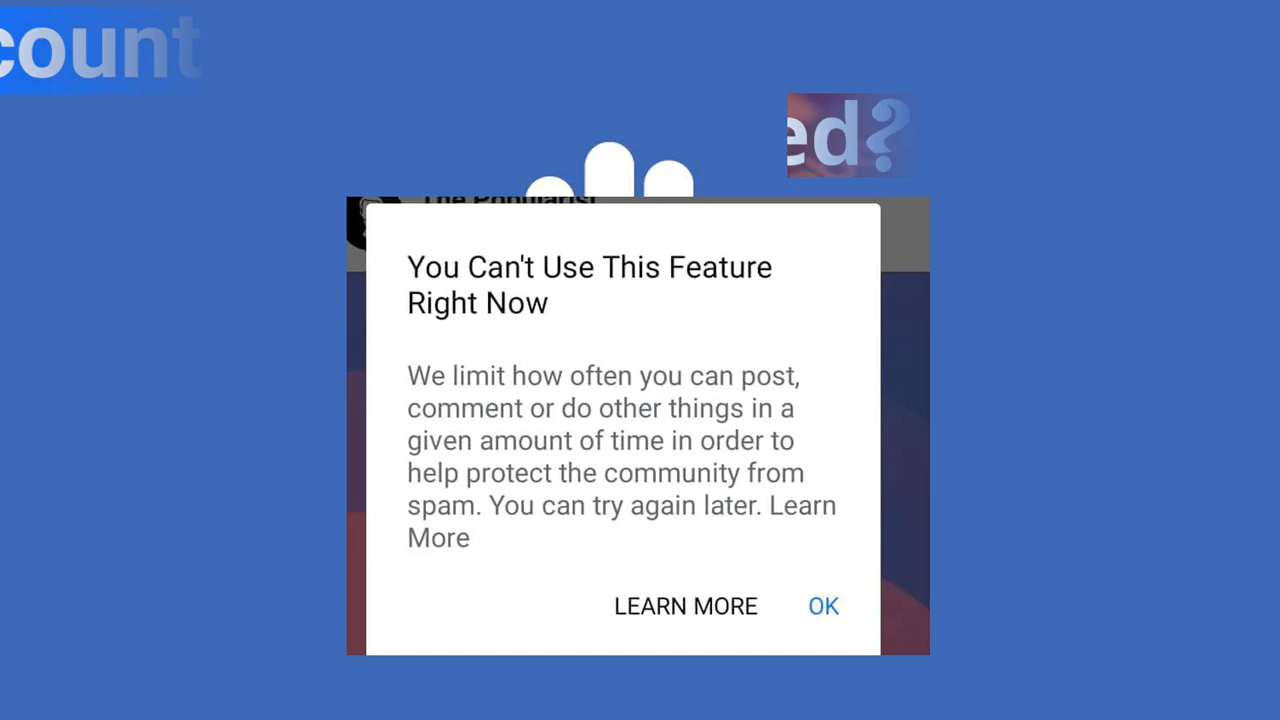 count
ed?
The Popularist
You Can't Use This Feature
Right Now
We limit how often you can post,
comment or do other things in a
given amount of time in order to
help protect the community from
spam. You can try again later. Learn
More
LEARN MORE OK